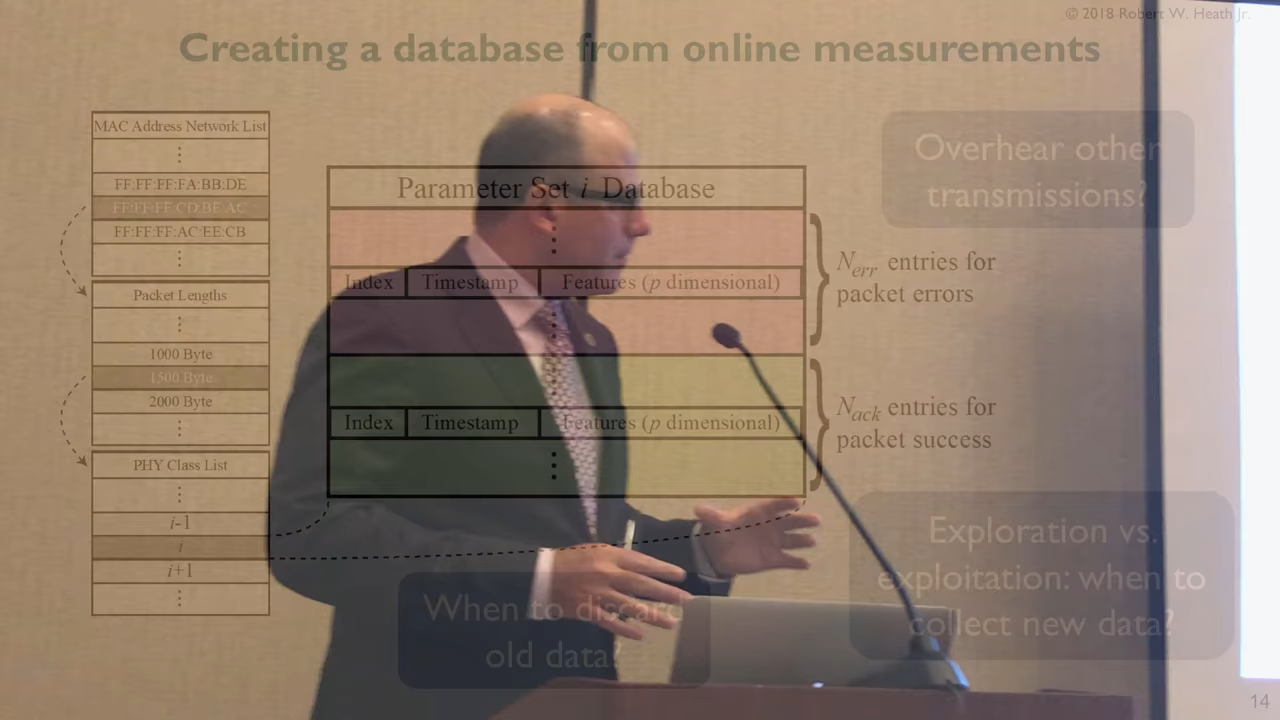 © 2018 Robert W. Heath Jr.
Creating a database from online measurements
MAC Address Network List
FF:FF:FF:FA:BB:DE
FF:FF:FF:CD:BE:AC
FF:FF:FF:AC:EE:CB
Packet Lengths
1000 Byte
1500 Byte
2000 Byte
PHY Class List
i-1
i
i+1
Parameter Set i Database
Index Timestamp Features (p dimensional)
Index Timestamp Features (p dimensional)
Nerr entries for
packet errors
Nack entries for
packet success
Overhear other
transmissions?
Exploration vs.
exploitation: when to
collect new data?
When to discard
old data?
14